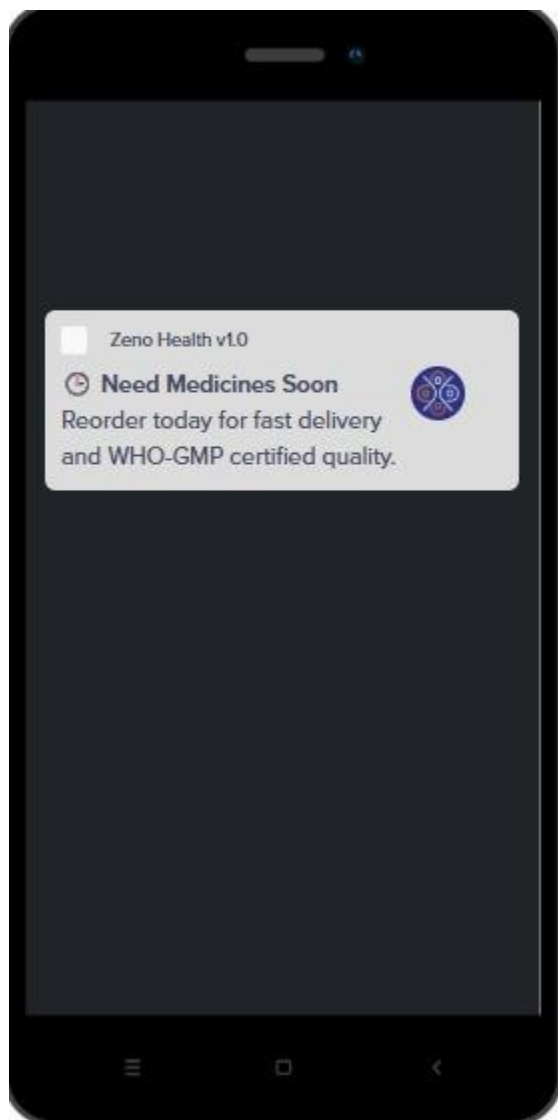 Zeno Health v1.0
🕒 Need Medicines Soon
Reorder today for fast delivery
and WHO-GMP certified quality.